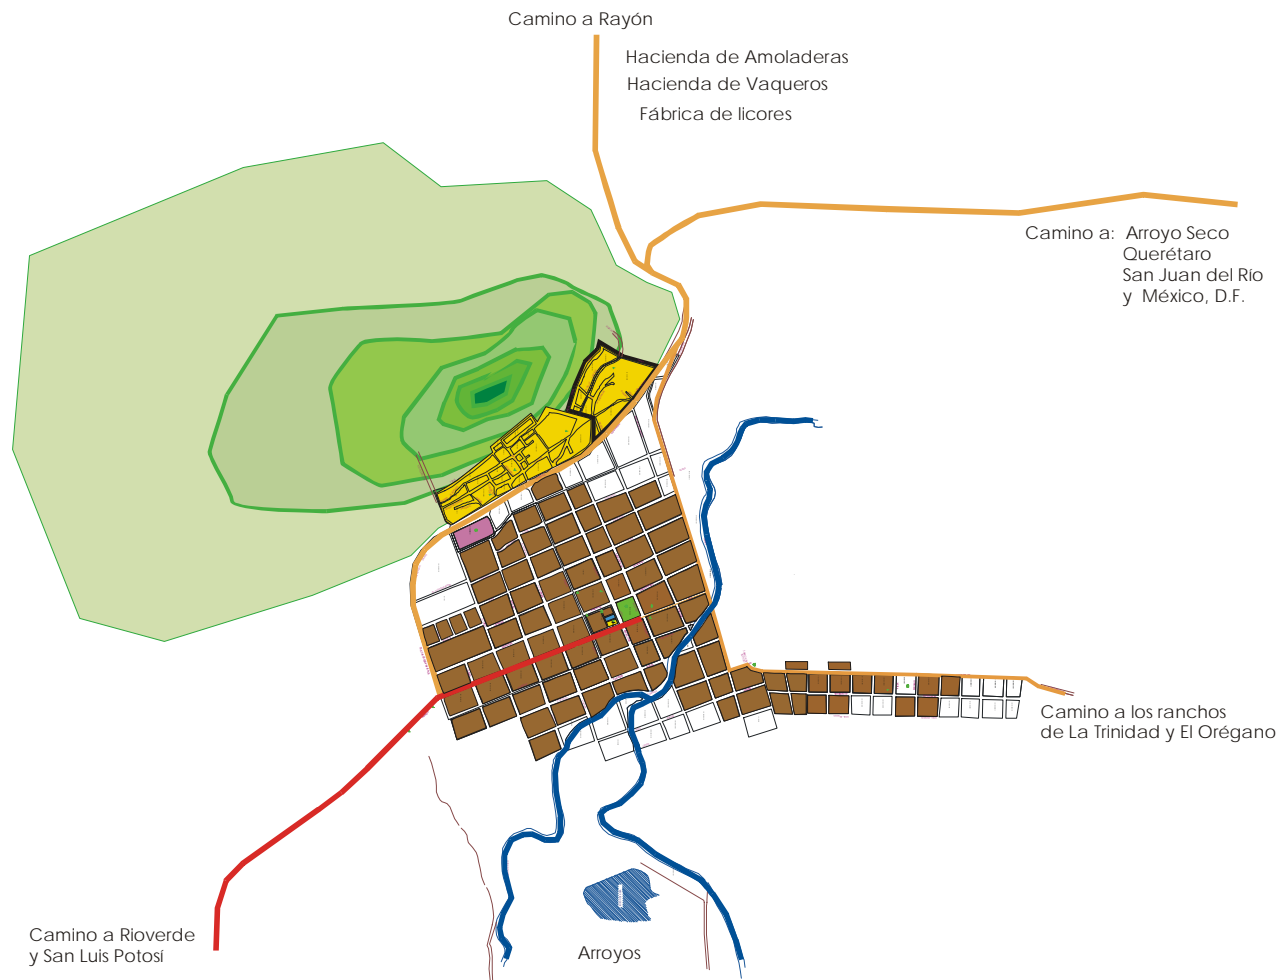 Camino a Rayón
Hacienda de Amoladeras
Hacienda de Vaqueros
Fábrica de licores
Camino a: Arroyo Seco
Querétaro
San Juan del Río
y México, D.F.
Camino a los ranchos
de La Trinidad y El Orégano
Camino a Rioverde
y San Luis Potosí
Arroyos